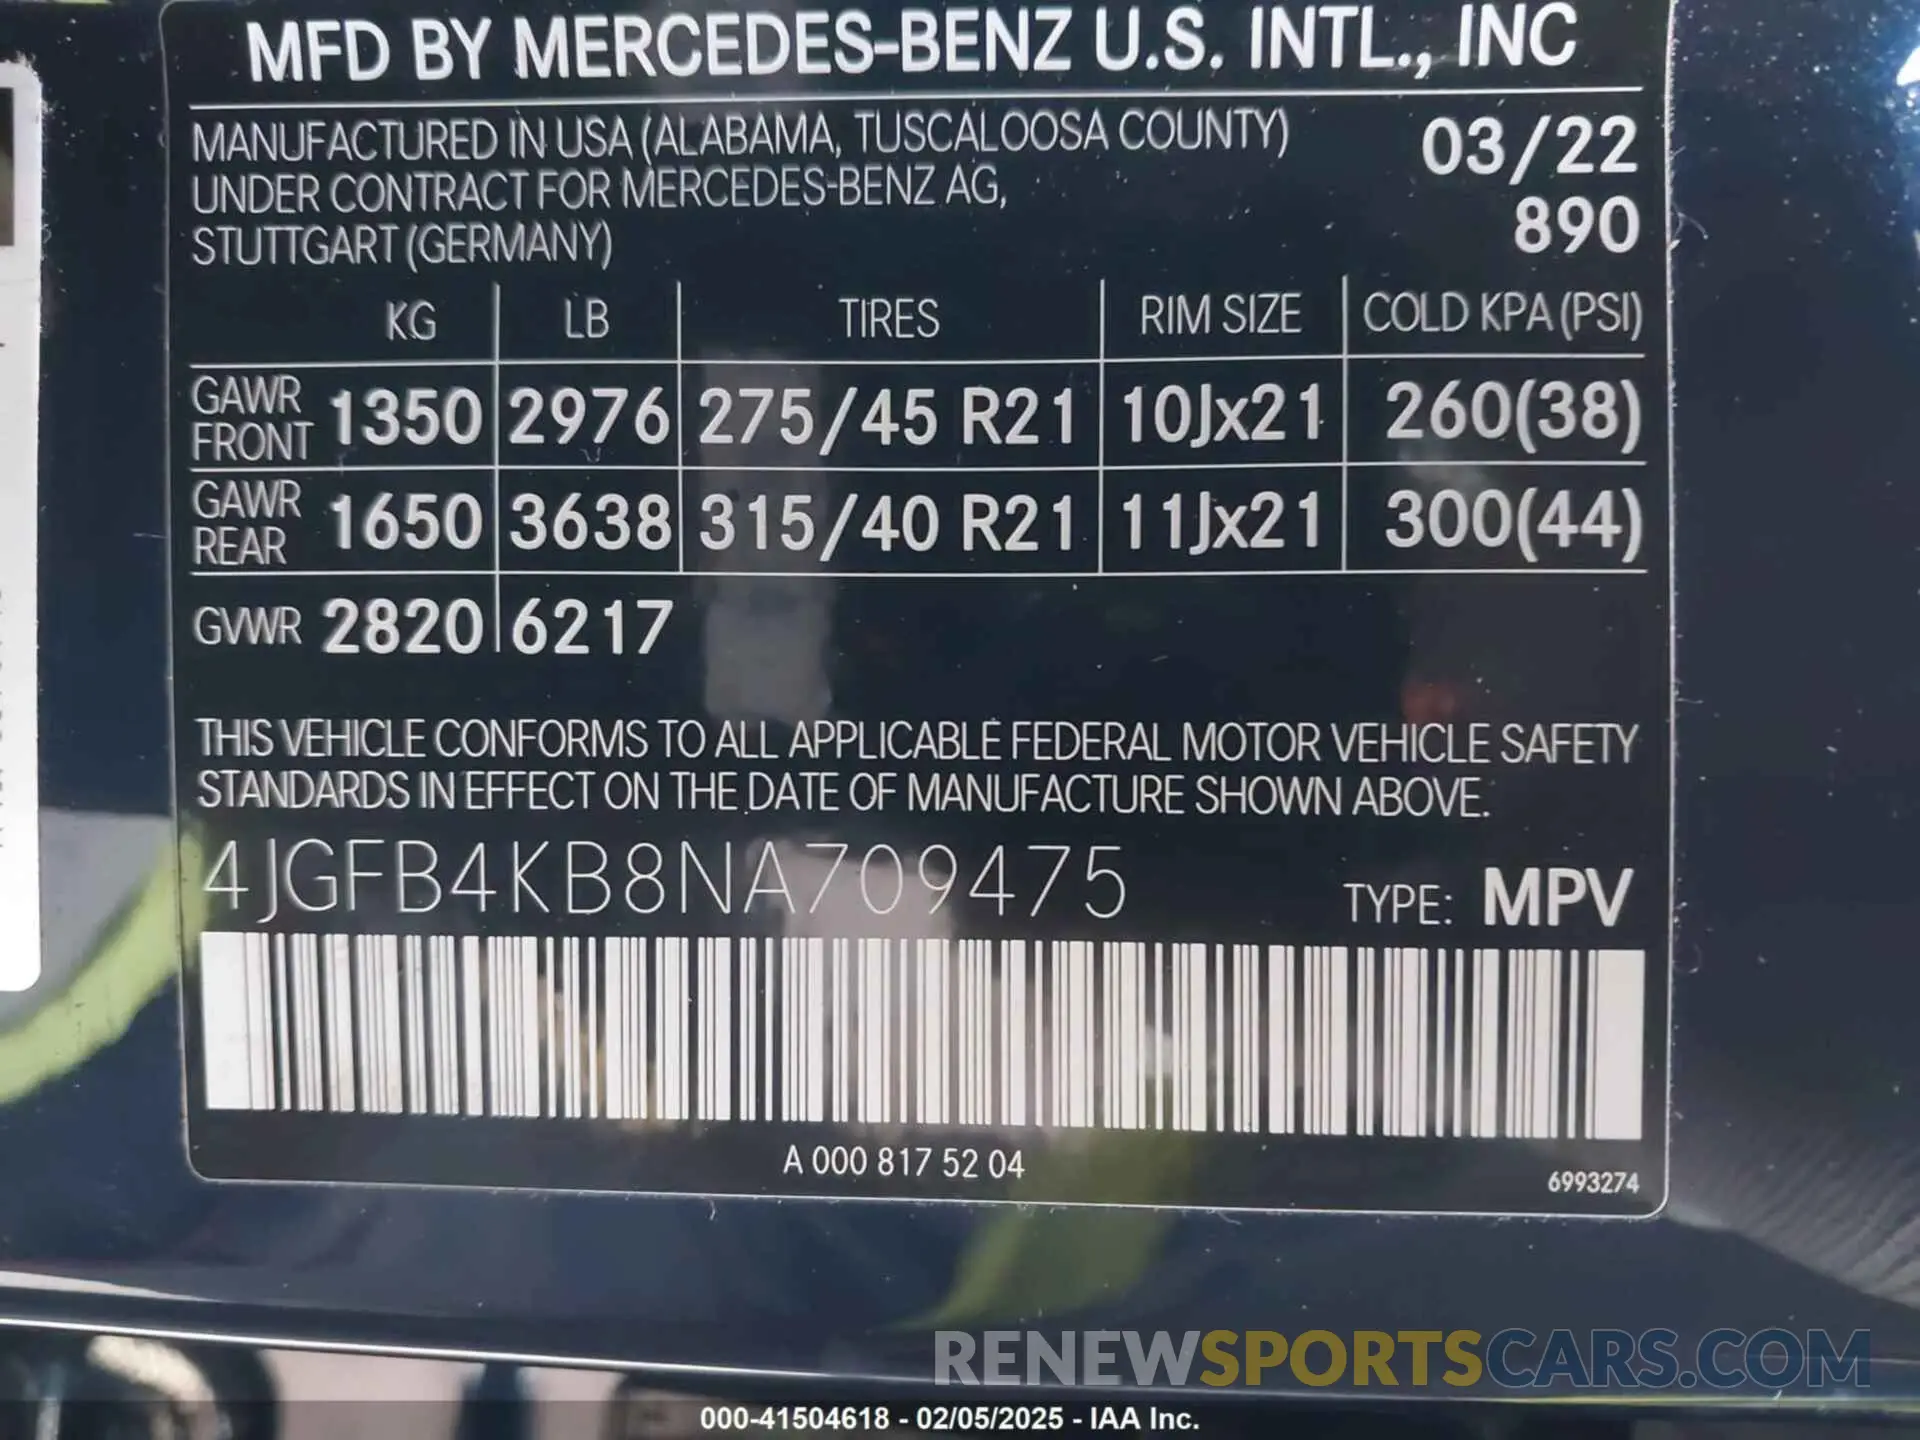 MFD BY MERCEDES-BENZ U.S. INTL., INC
MANUFACTURED IN USA (ALABAMA, TUSCALOOSA COUNTY) 03/22
UNDER CONTRACT FOR MERCEDES-BENZ AG,
STUTTGART (GERMANY) 890
KG LB TIRES RIM SIZE COLD KPA (PSI)
GAWR FRONT 1350 2976 275/45 R21 10Jx21 260(38)
GAWR REAR 1650 3638 315/40 R21 11Jx21 300(44)
GVWR 2820 6217
THIS VEHICLE CONFORMS TO ALL APPLICABLE FEDERAL MOTOR VEHICLE SAFETY
STANDARDS IN EFFECT ON THE DATE OF MANUFACTURE SHOWN ABOVE.
4JGFB4KB8NA709475 TYPE: MPV
A 000 817 52 04
6993274
RENEWSPORTSCARS.COM
000-41504618 - 02/05/2025 - IAA Inc.